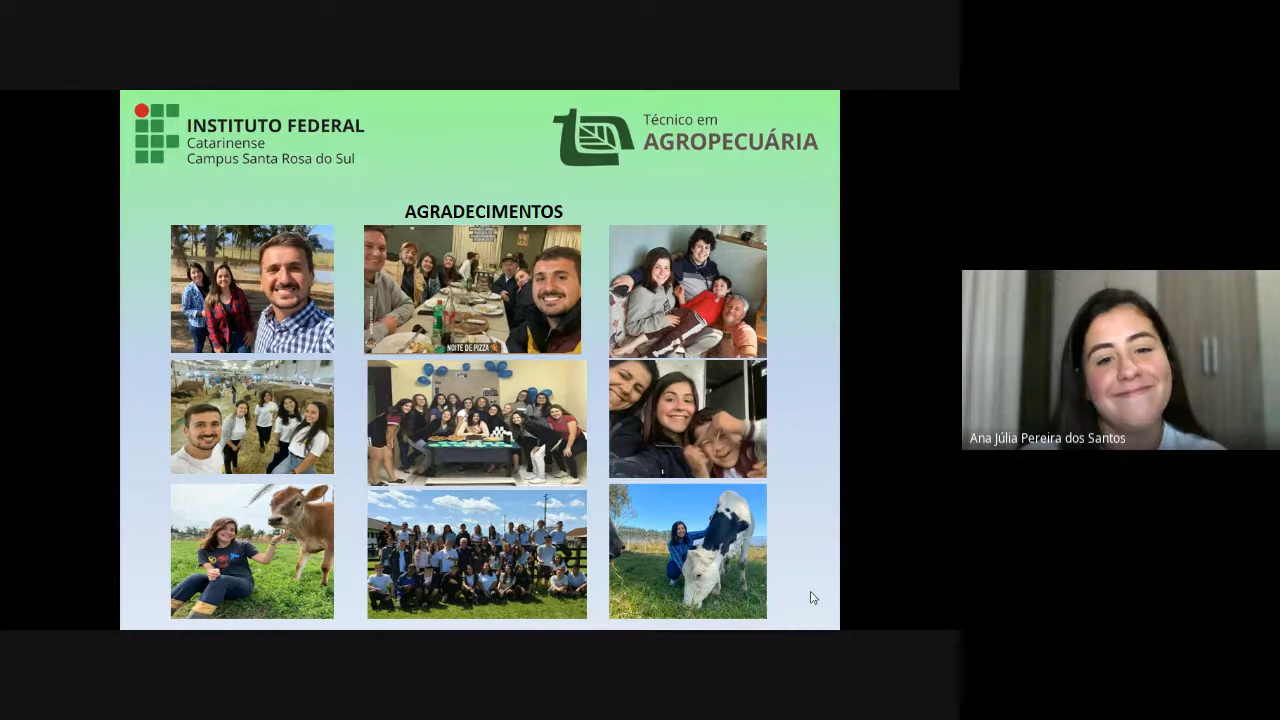 INSTITUTO FEDERAL
Catarinense
Campus Santa Rosa do Sul
Técnico em
AGROPECUÁRIA
AGRADECIMENTOS
NOITE DE PIZZA
Ana Júlia Pereira dos Santos